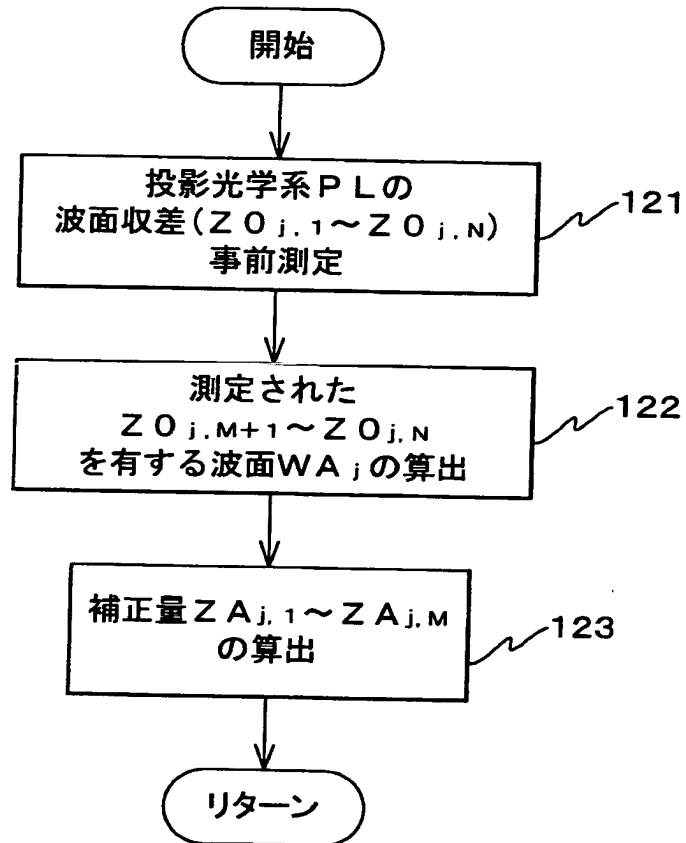 開始
投影光学系PLの
波面収差(Z0j,1~Z0j,N)
事前測定
121
測定された
Z0j,M+1~Z0j,N
を有する波面WAjの算出
122
補正量ZAj,1~ZAj,M
の算出
123
リターン